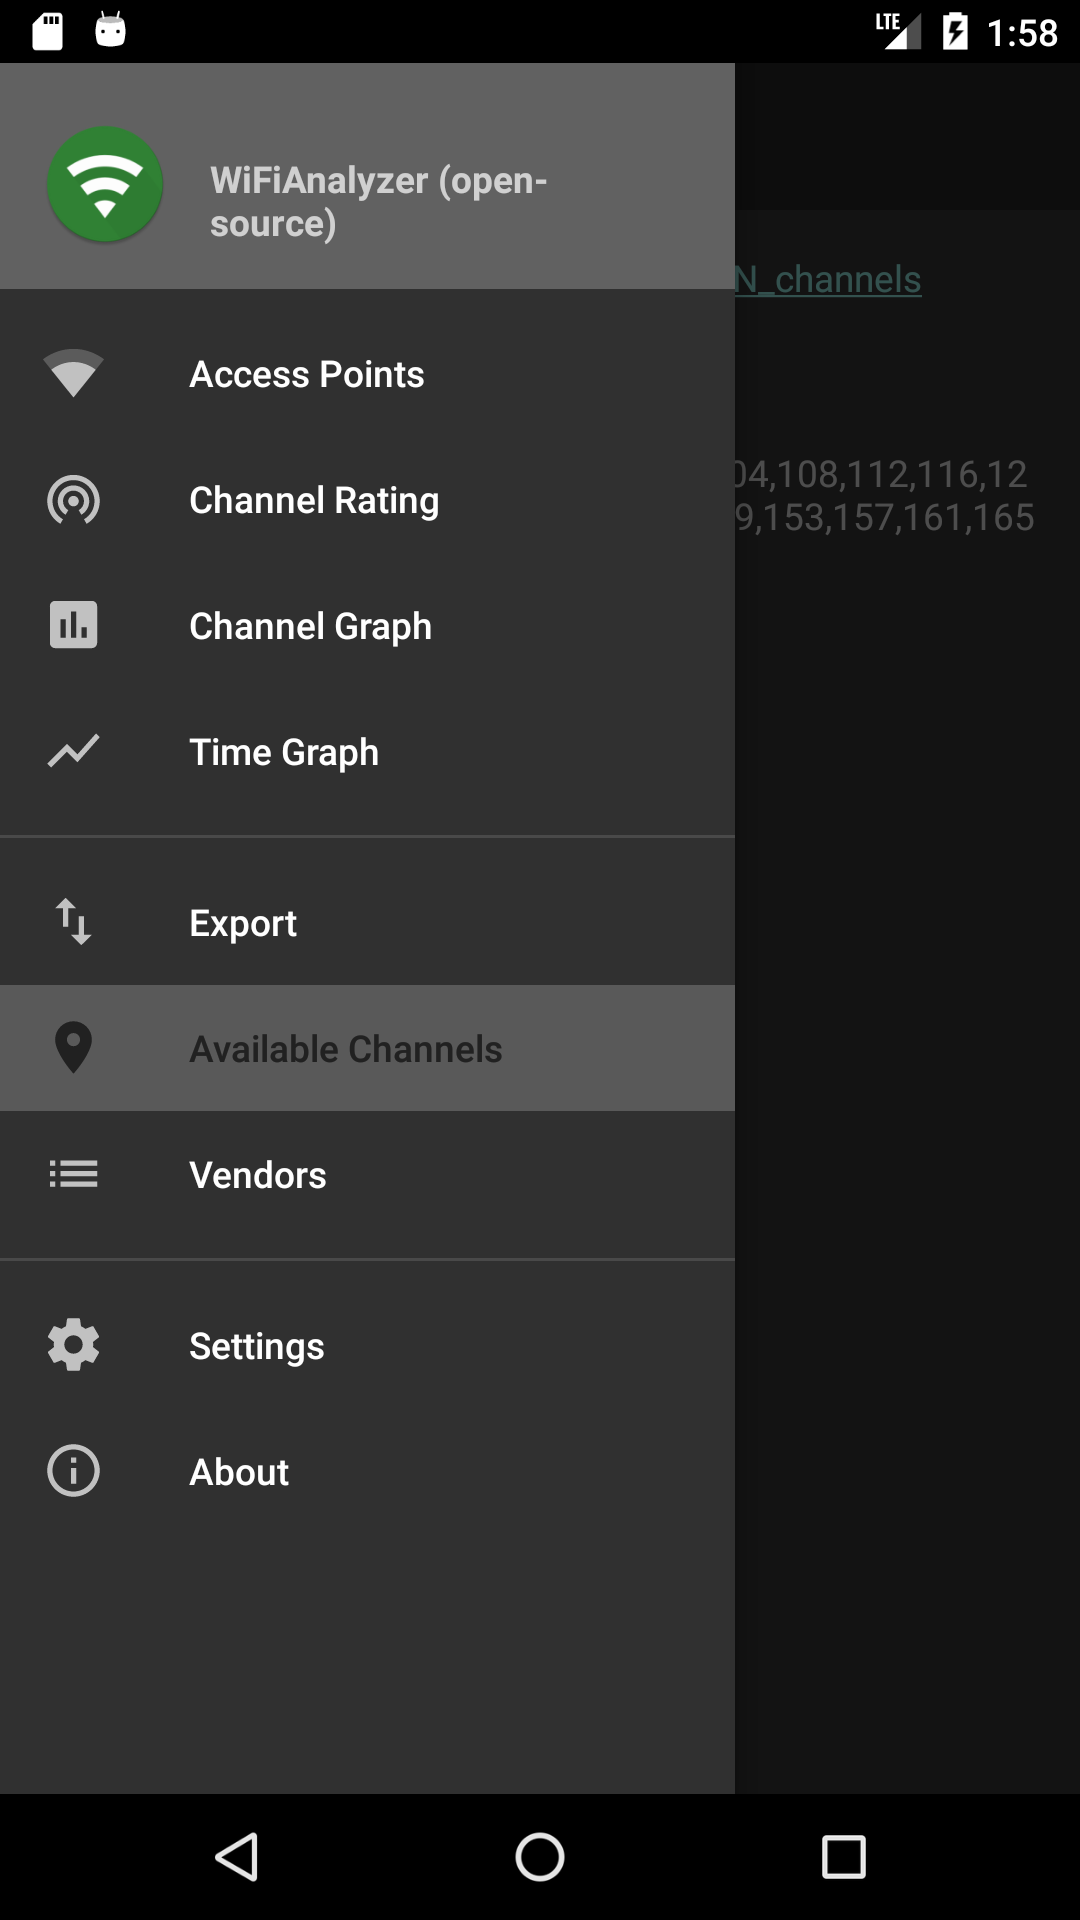 LTE 1:58
WiFiAnalyzer (open-
source)
N_channels
Access Points
04,108,112,116,12
Channel Rating
9,153,157,161,165
Channel Graph
Time Graph
Export
Available Channels
Vendors
Settings
About